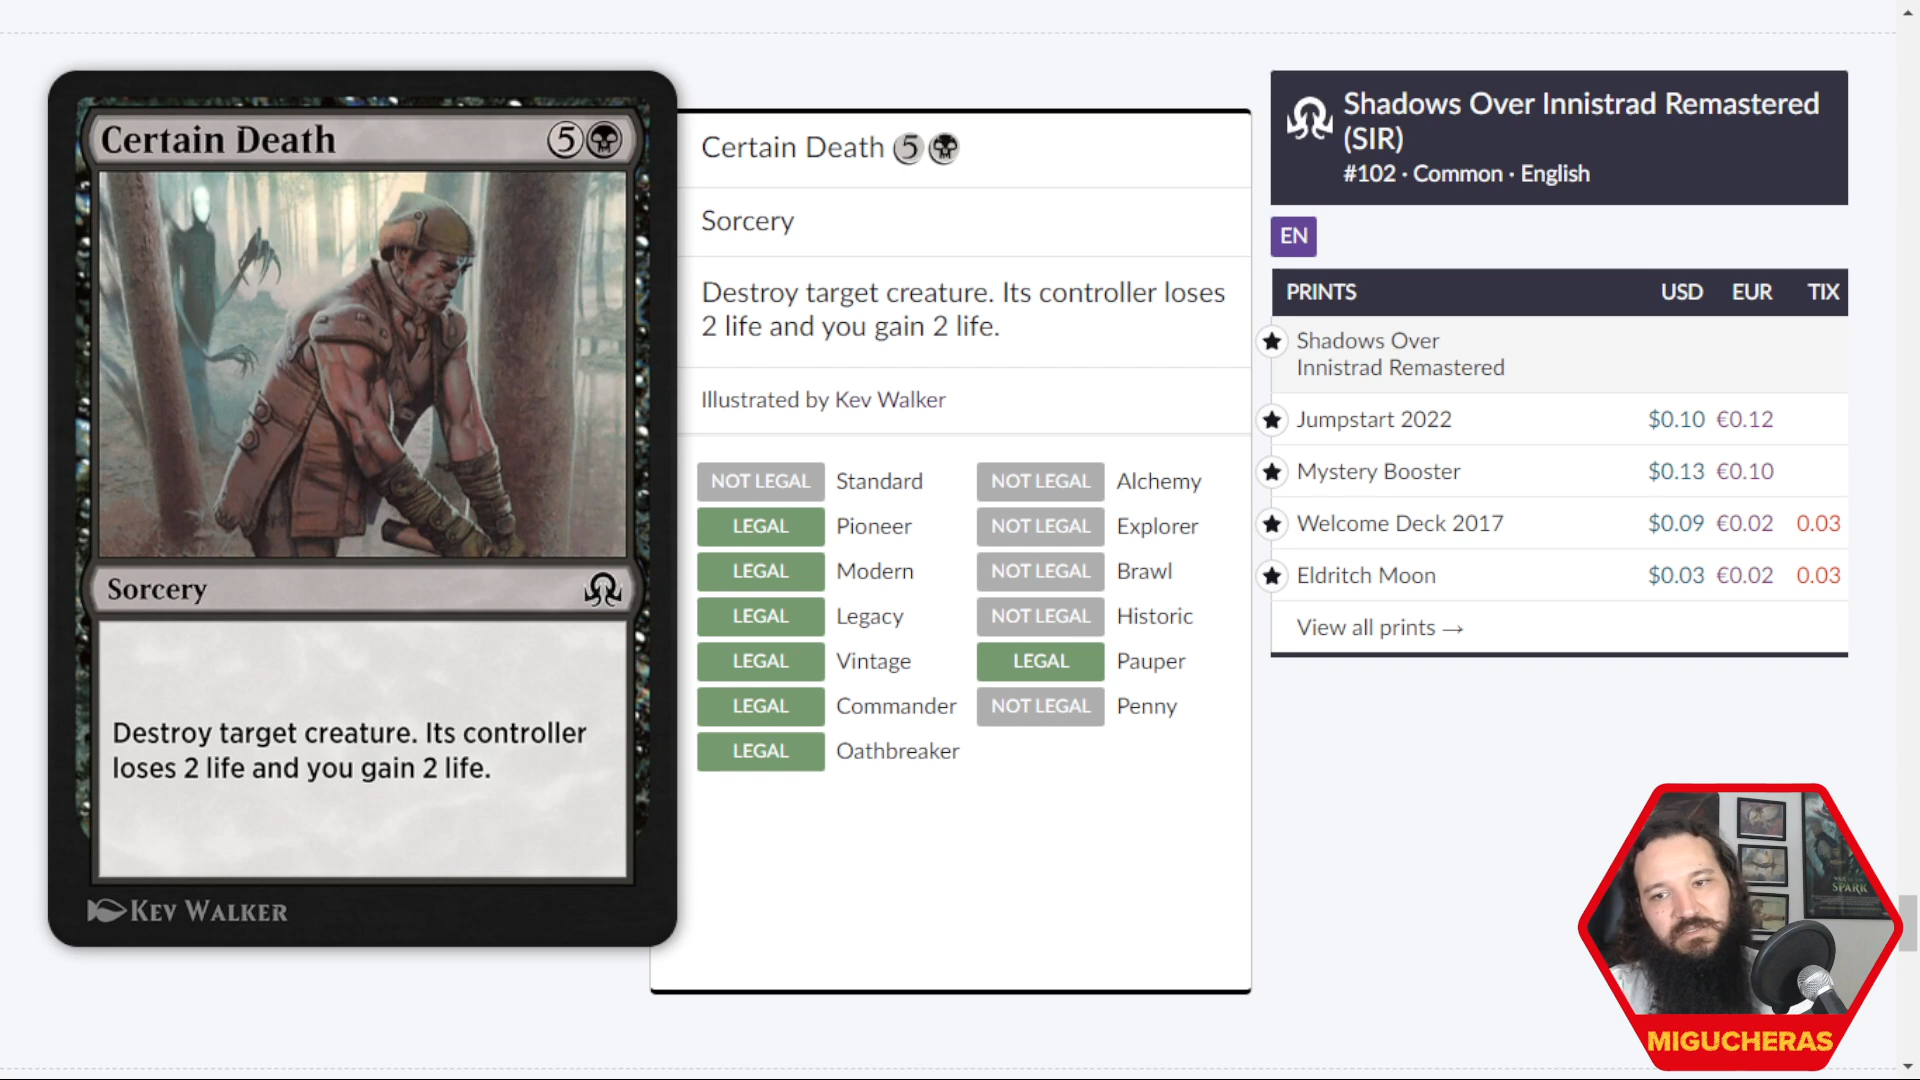 Certain Death 5
Sorcery
Destroy target creature. Its controller
loses 2 life and you gain 2 life.
KEV WALKER
Certain Death 5
Sorcery
Destroy target creature. Its controller loses
2 life and you gain 2 life.
Illustrated by Kev Walker
NOT LEGAL Standard NOT LEGAL Alchemy
LEGAL Pioneer NOT LEGAL Explorer
LEGAL Modern NOT LEGAL Brawl
LEGAL Legacy NOT LEGAL Historic
LEGAL Vintage LEGAL Pauper
LEGAL Commander NOT LEGAL Penny
LEGAL Oathbreaker
Shadows Over Innistrad Remastered
(SIR)
#102 · Common · English
EN
PRINTS USD EUR TIX
Shadows Over
Innistrad Remastered
Jumpstart 2022 $0.10 €0.12
Mystery Booster $0.13 €0.10
Welcome Deck 2017 $0.09 €0.02 0.03
Eldritch Moon $0.03 €0.02 0.03
View all prints →
SPARK
MIGUCHERAS